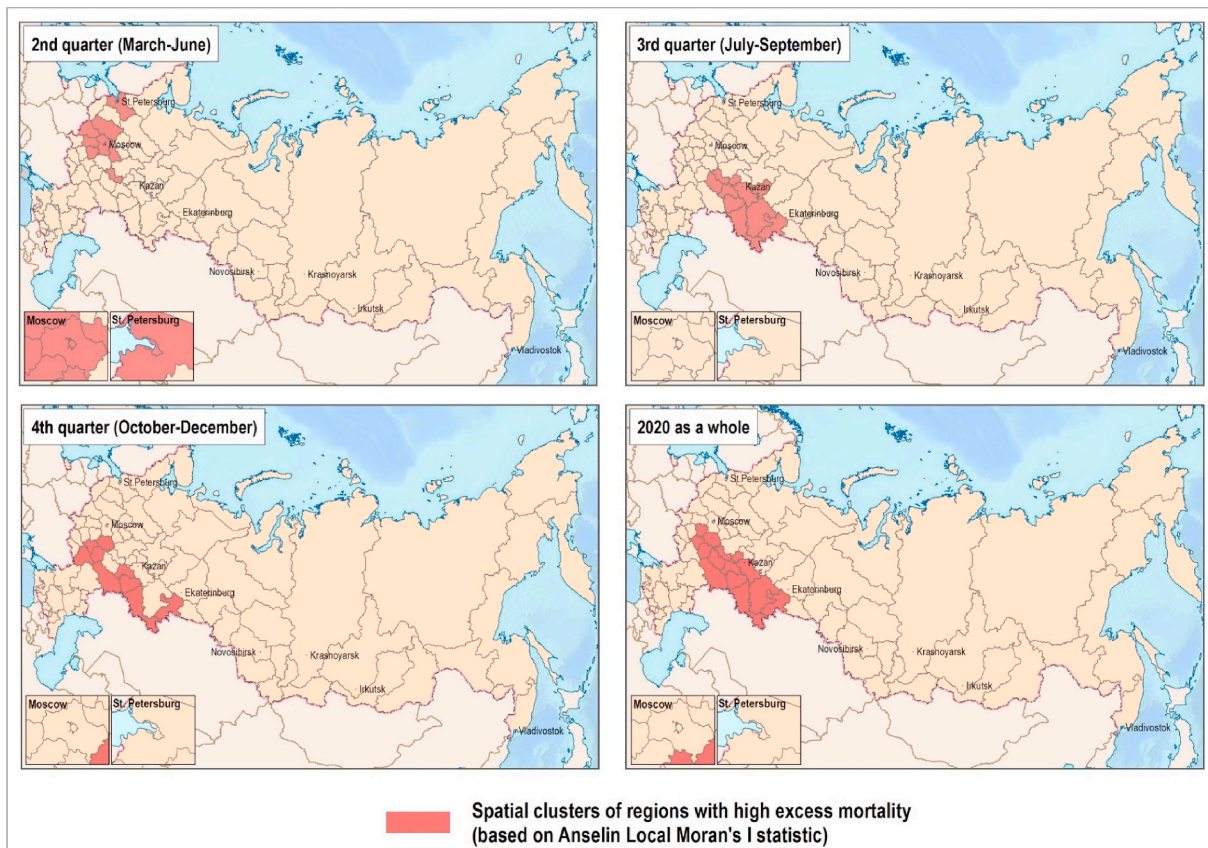 2nd quarter (March-June)
St.Petersburg
Moscow
Kazan
Ekaterinburg
Novosibirsk
Krasnoyarsk
Irkutsk
Vladivostok
Moscow
St. Petersburg
3rd quarter (July-September)
St.Petersburg
Moscow
Kazan
Ekaterinburg
Novosibirsk
Krasnoyarsk
Irkutsk
Vladivostok
Moscow
St. Petersburg
4th quarter (October-December)
St.Petersburg
Moscow
Kazan
Ekaterinburg
Novosibirsk
Krasnoyarsk
Irkutsk
Vladivostok
Moscow
St. Petersburg
2020 as a whole
St.Petersburg
Moscow
Kazan
Ekaterinburg
Novosibirsk
Krasnoyarsk
Irkutsk
Vladivostok
Moscow
St. Petersburg
Spatial clusters of regions with high excess mortality
(based on Anselin Local Moran's I statistic)